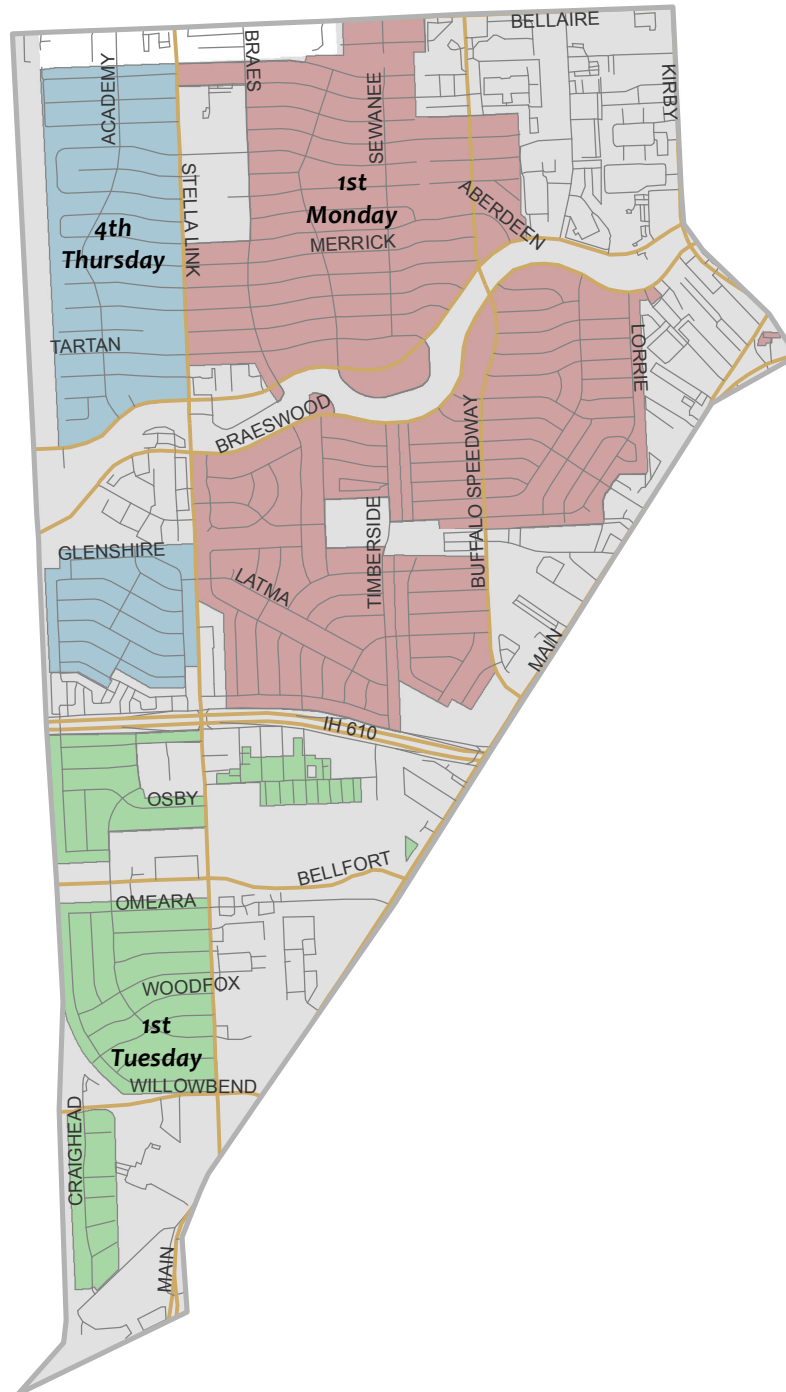 BELLAIRE
BRAES
ACADEMY
KIRBY
SEWANEE
STELLA LINK
1st
Monday
ABERDEEN
4th
Thursday
MERRICK
TARTAN
LORRIE
BRAESWOOD
BUFFALO SPEEDWAY
TIMBERSIDE
GLENSHIRE
LATMA
MAIN
IH 610
OSBY
BELLFORT
OMEARA
WOODFOX
1st
Tuesday
WILLOWBEND
CRAIGHEAD
MAIN